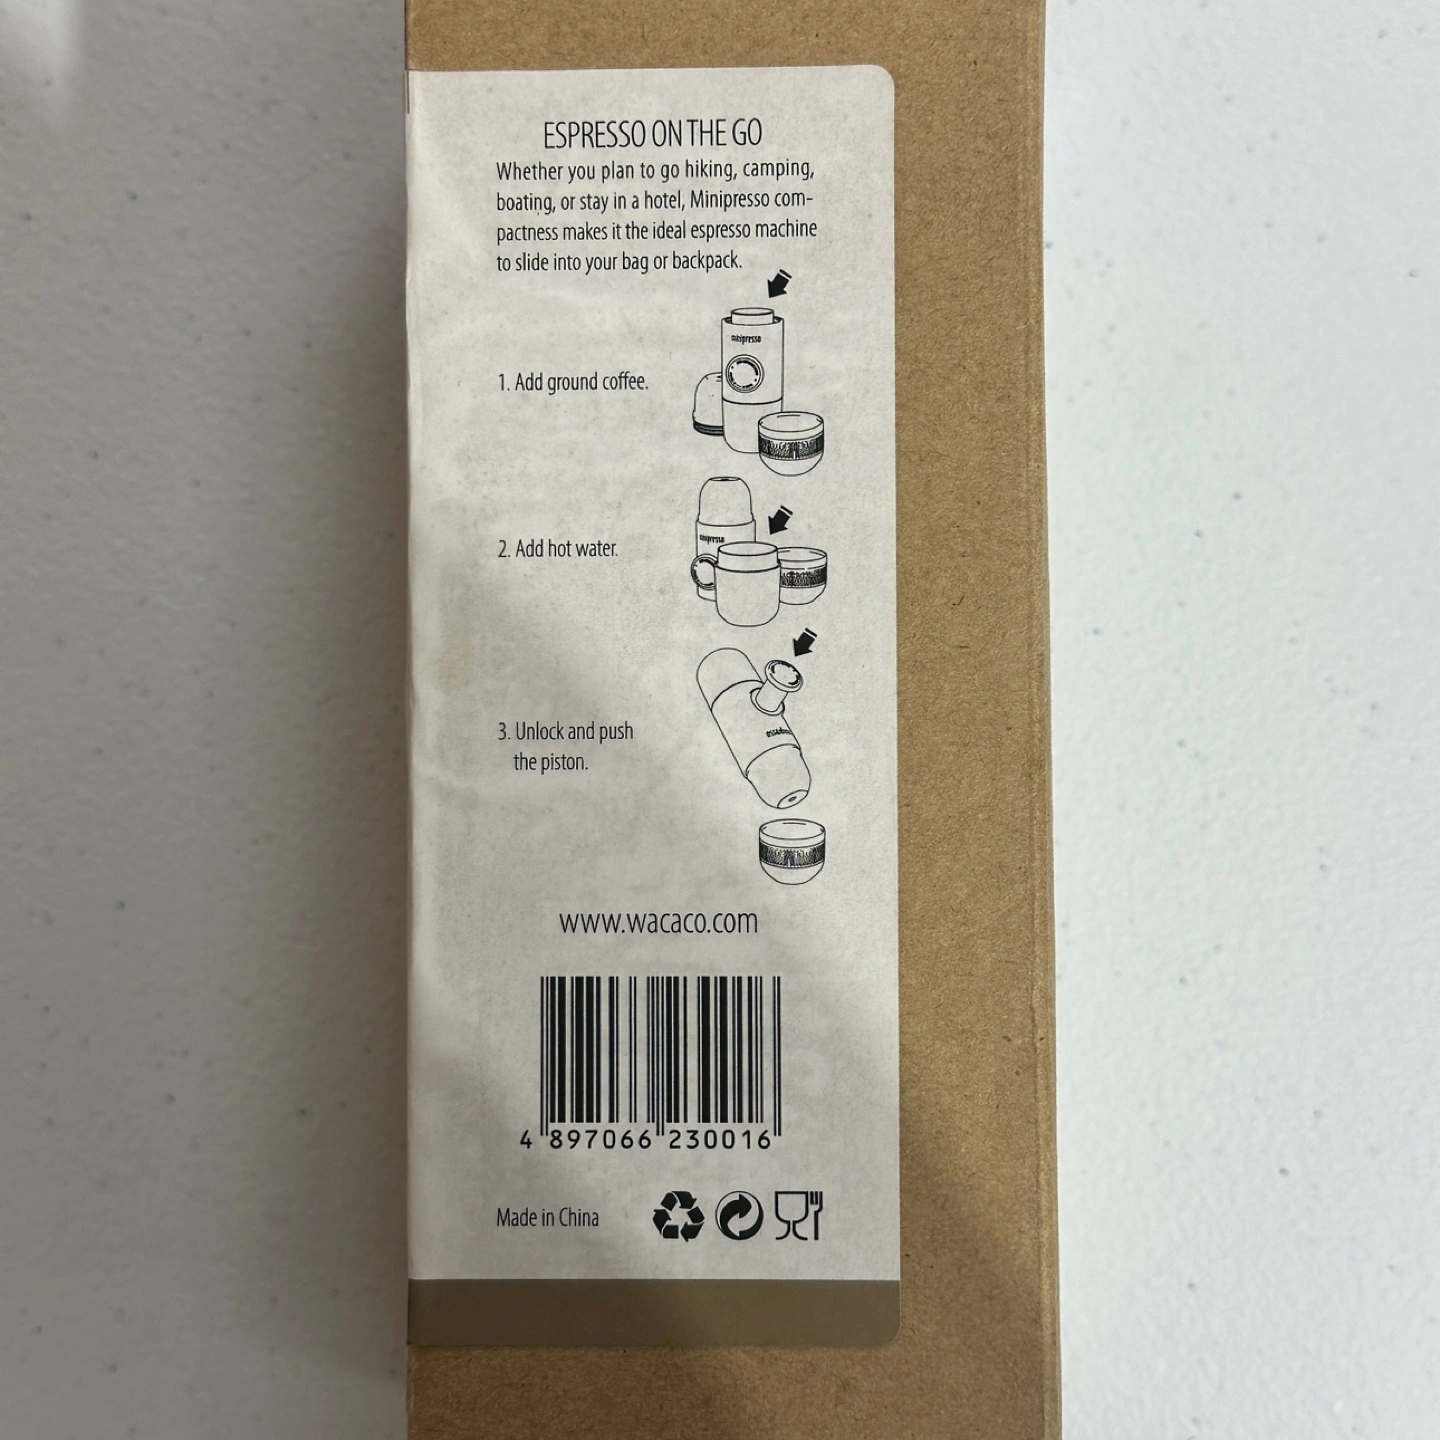 ESPRESSO ON THE GO
Whether you plan to go hiking, camping,
boating, or stay in a hotel, Minipresso com-
pactness makes it the ideal espresso machine
to slide into your bag or backpack.
minipresso
1. Add ground coffee.
minipresso
2. Add hot water.
minipresso
3. Unlock and push
the piston.
www.wacaco.com
4 897066 230016
Made in China